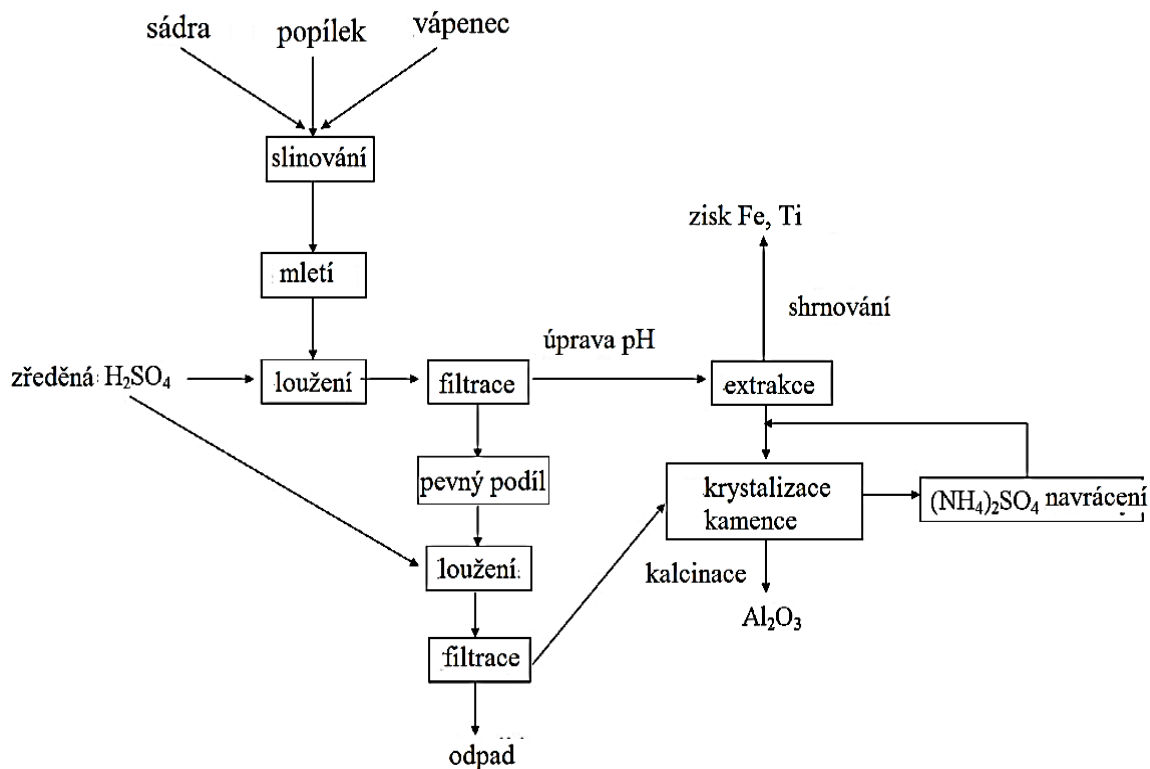 sádra
popílek
vápenec
slinování
mletí
zisk Fe, Ti
shrnování
úprava pH
zředěná H₂SO₄
loužení
filtrace
extrakce
pevný podíl
krystalizace
kamence
(NH₄)₂SO₄ navrácení
loužení
kalcinace
Al₂O₃
filtrace
odpad